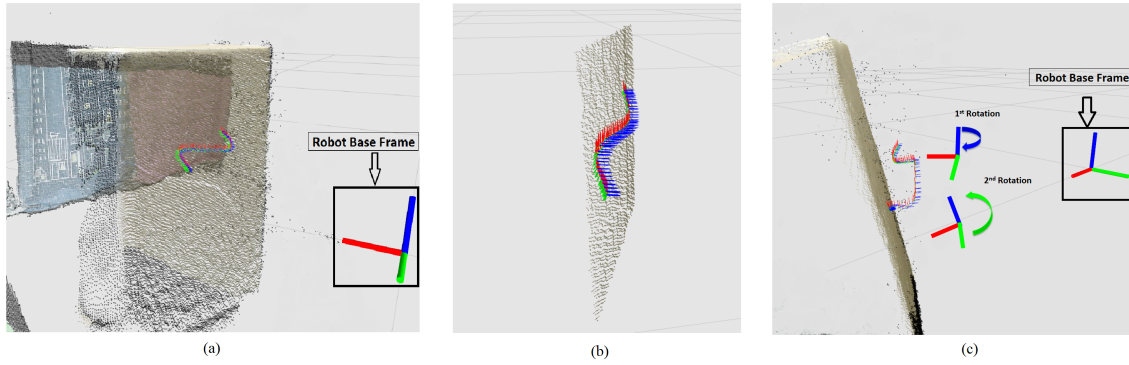 Robot Base Frame
Robot Base Frame
1st Rotation
2nd Rotation
(a)
(b)
(c)